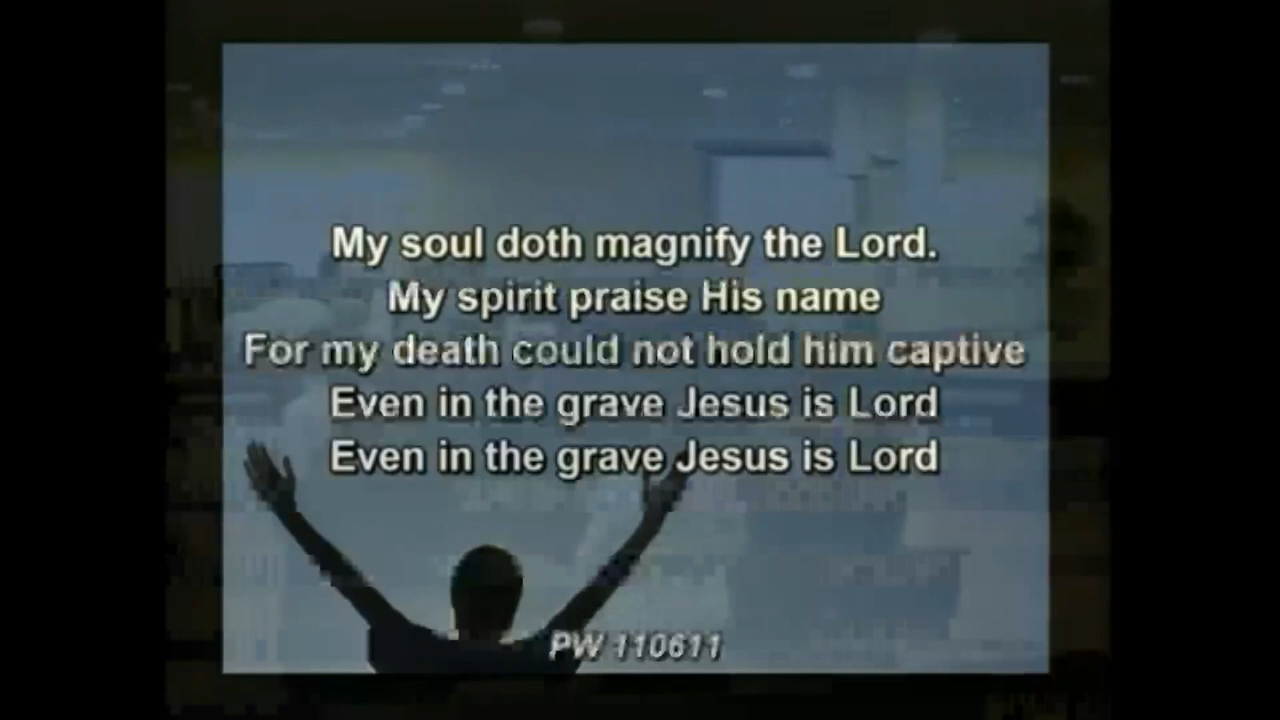 My soul doth magnify the Lord.
My spirit praise His name
For my death could not hold him captive
Even in the grave Jesus is Lord
Even in the grave Jesus is Lord
PW 110611